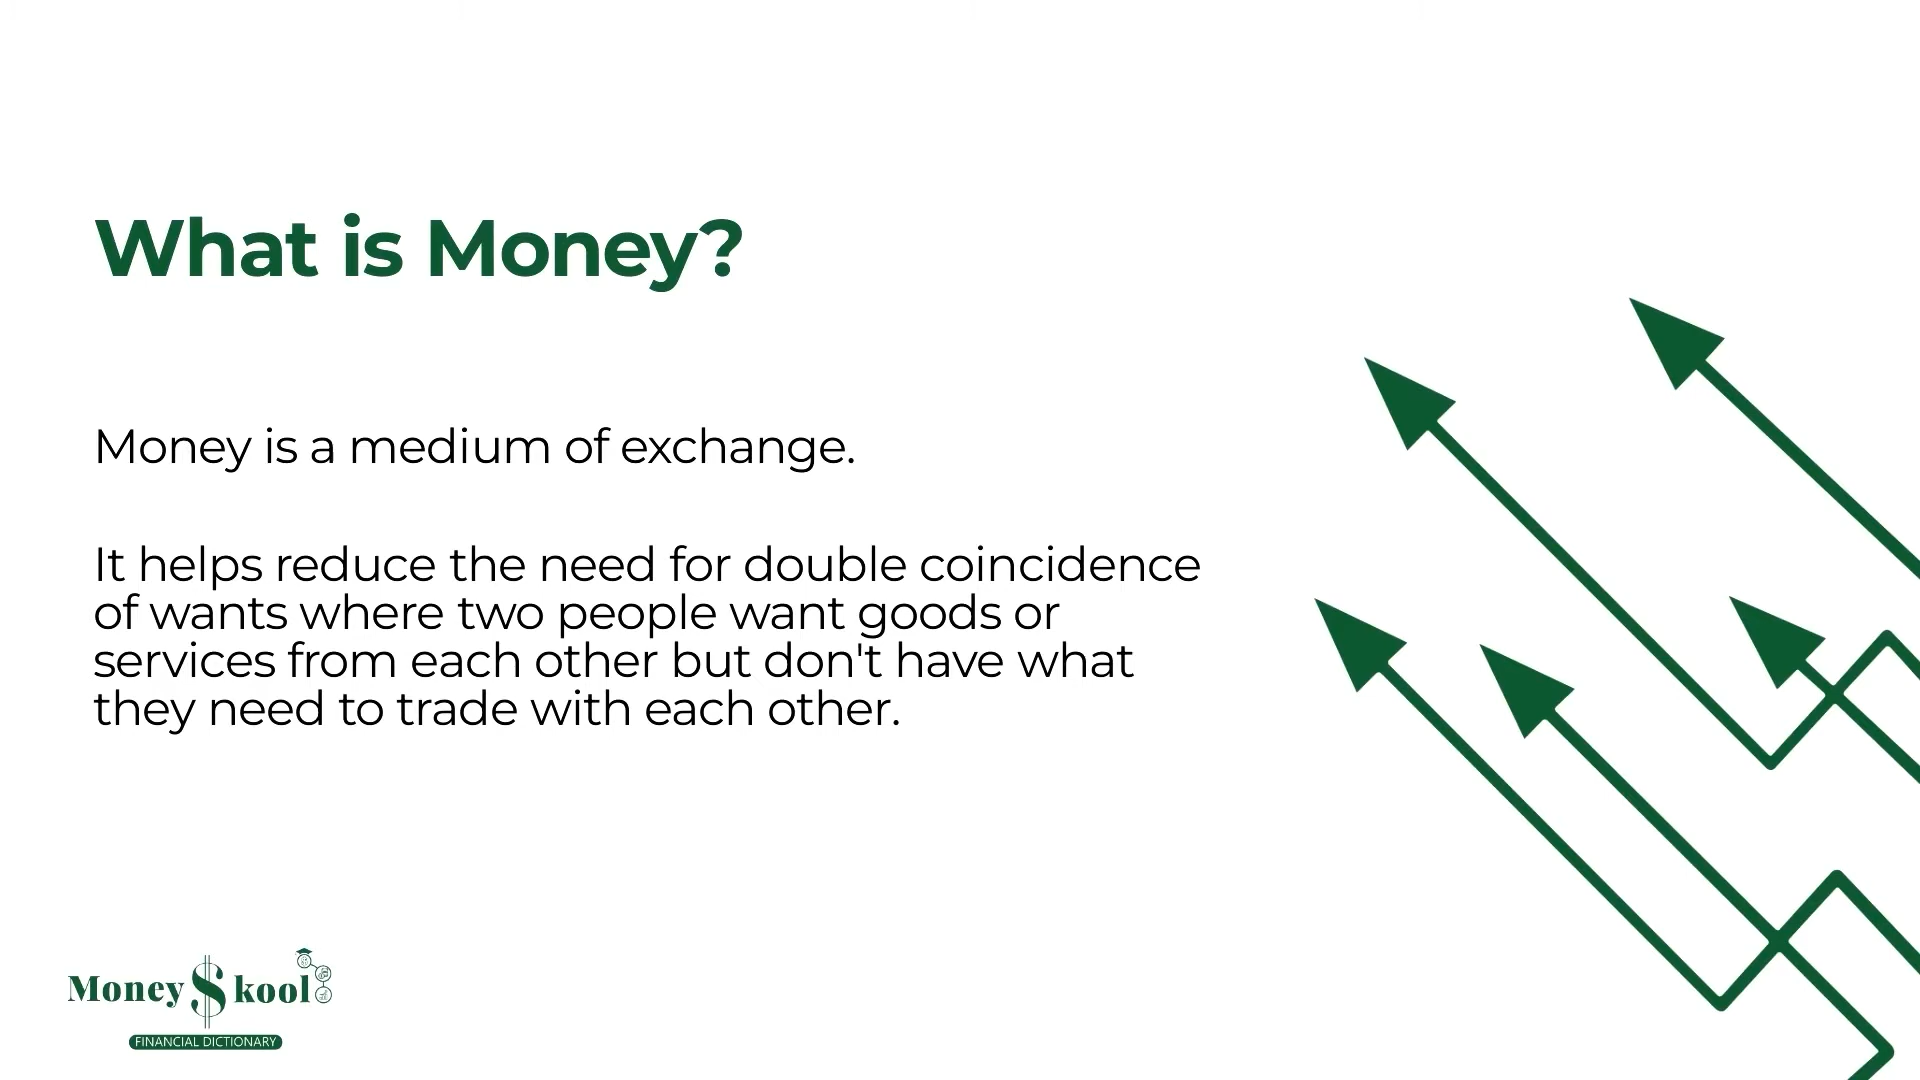 What is Money?
Money is a medium of exchange.
It helps reduce the need for double coincidence
of wants where two people want goods or
services from each other but don't have what
they need to trade with each other.
Money $kool
FINANCIAL DICTIONARY